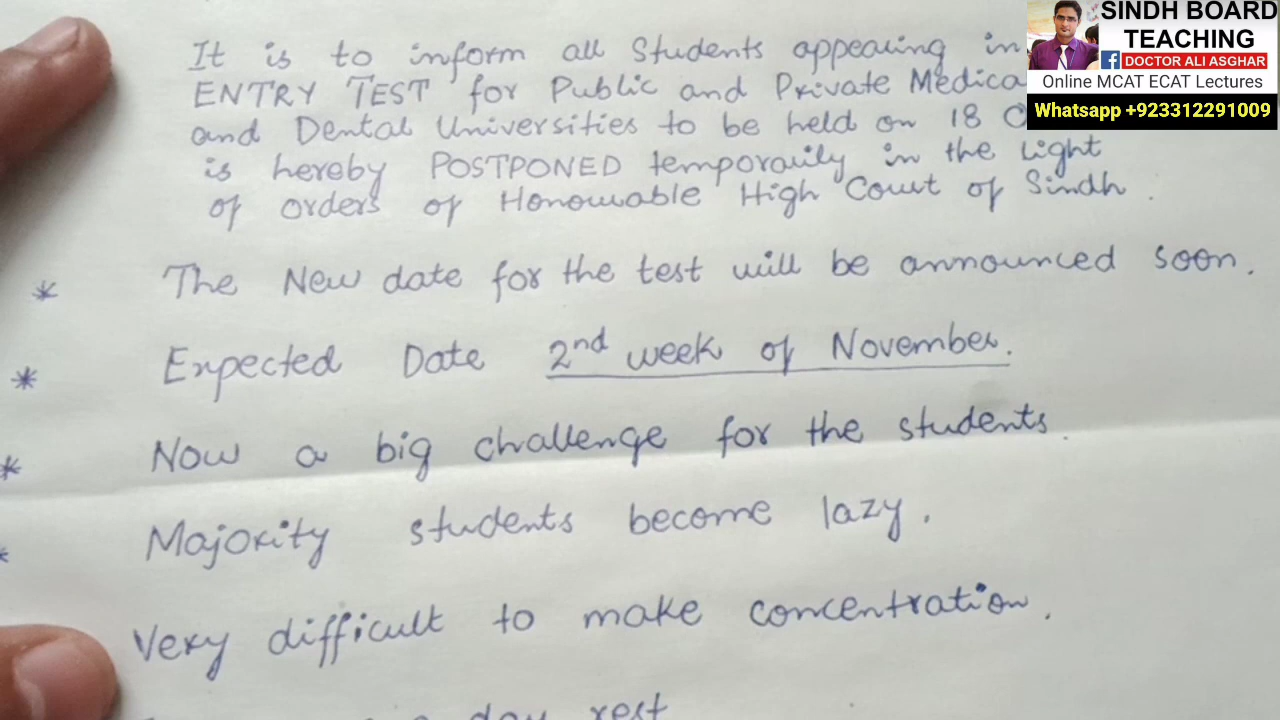 It is to inform all Students appearing in
ENTRY TEST for Public and Private
and Dental Universities to be held on 18
is hereby POSTPONED temporarily in the light
of orders of Honourable High Court of Sindh.
* The New date for the test will be announced soon.
* Expected Date 2nd week of November.
* Now a big challenge for the students.
* Majority students become lazy.
Very difficult to make concentration.
day rest
SINDH BOARD
TEACHING
f DOCTOR ALI ASGHAR
Online MCAT ECAT Lectures
Whatsapp +923312291009